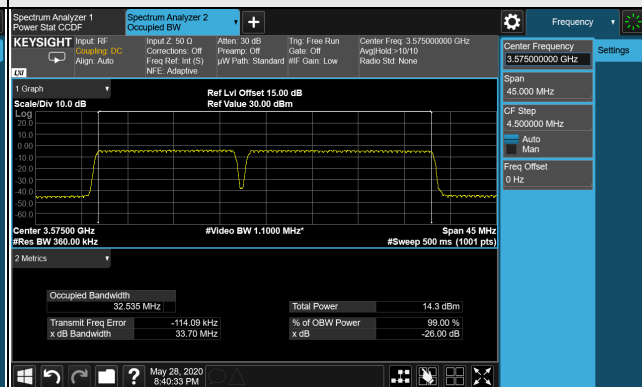 Spectrum Analyzer 1
Power Stat CCDF
Spectrum Analyzer 2
Occupied BW
Frequency
KEYSIGHT
Input: RF
Coupling: DC
Align: Auto
Input Z: 50 Ω
Corrections: Off
Freq Ref: Int (S)
NFE: Adaptive
Atten: 30 dB
Preamp: Off
µW Path: Standard
Trig: Free Run
Gate: Off
#IF Gain: Low
Center Freq: 3.575000000 GHz
Avg|Hold:>10/10
Radio Std: None
LXI
Center Frequency
3.575000000 GHz
Settings
Span
45.000 MHz
CF Step
4.500000 MHz
Auto
Man
Freq Offset
0 Hz
1 Graph
Scale/Div 10.0 dB
Ref Lvl Offset 15.00 dB
Ref Value 30.00 dBm
Log
20.0
10.0
0.00
-10.0
-20.0
-30.0
-40.0
-50.0
-60.0
Center 3.57500 GHz
#Res BW 360.00 kHz
#Video BW 1.1000 MHz*
Span 45 MHz
#Sweep 500 ms (1001 pts)
2 Metrics
Occupied Bandwidth
32.535 MHz
Total Power 14.3 dBm
Transmit Freq Error -114.09 kHz
% of OBW Power 99.00 %
x dB Bandwidth 33.70 MHz
x dB -26.00 dB
?
May 28, 2020
8:40:33 PM